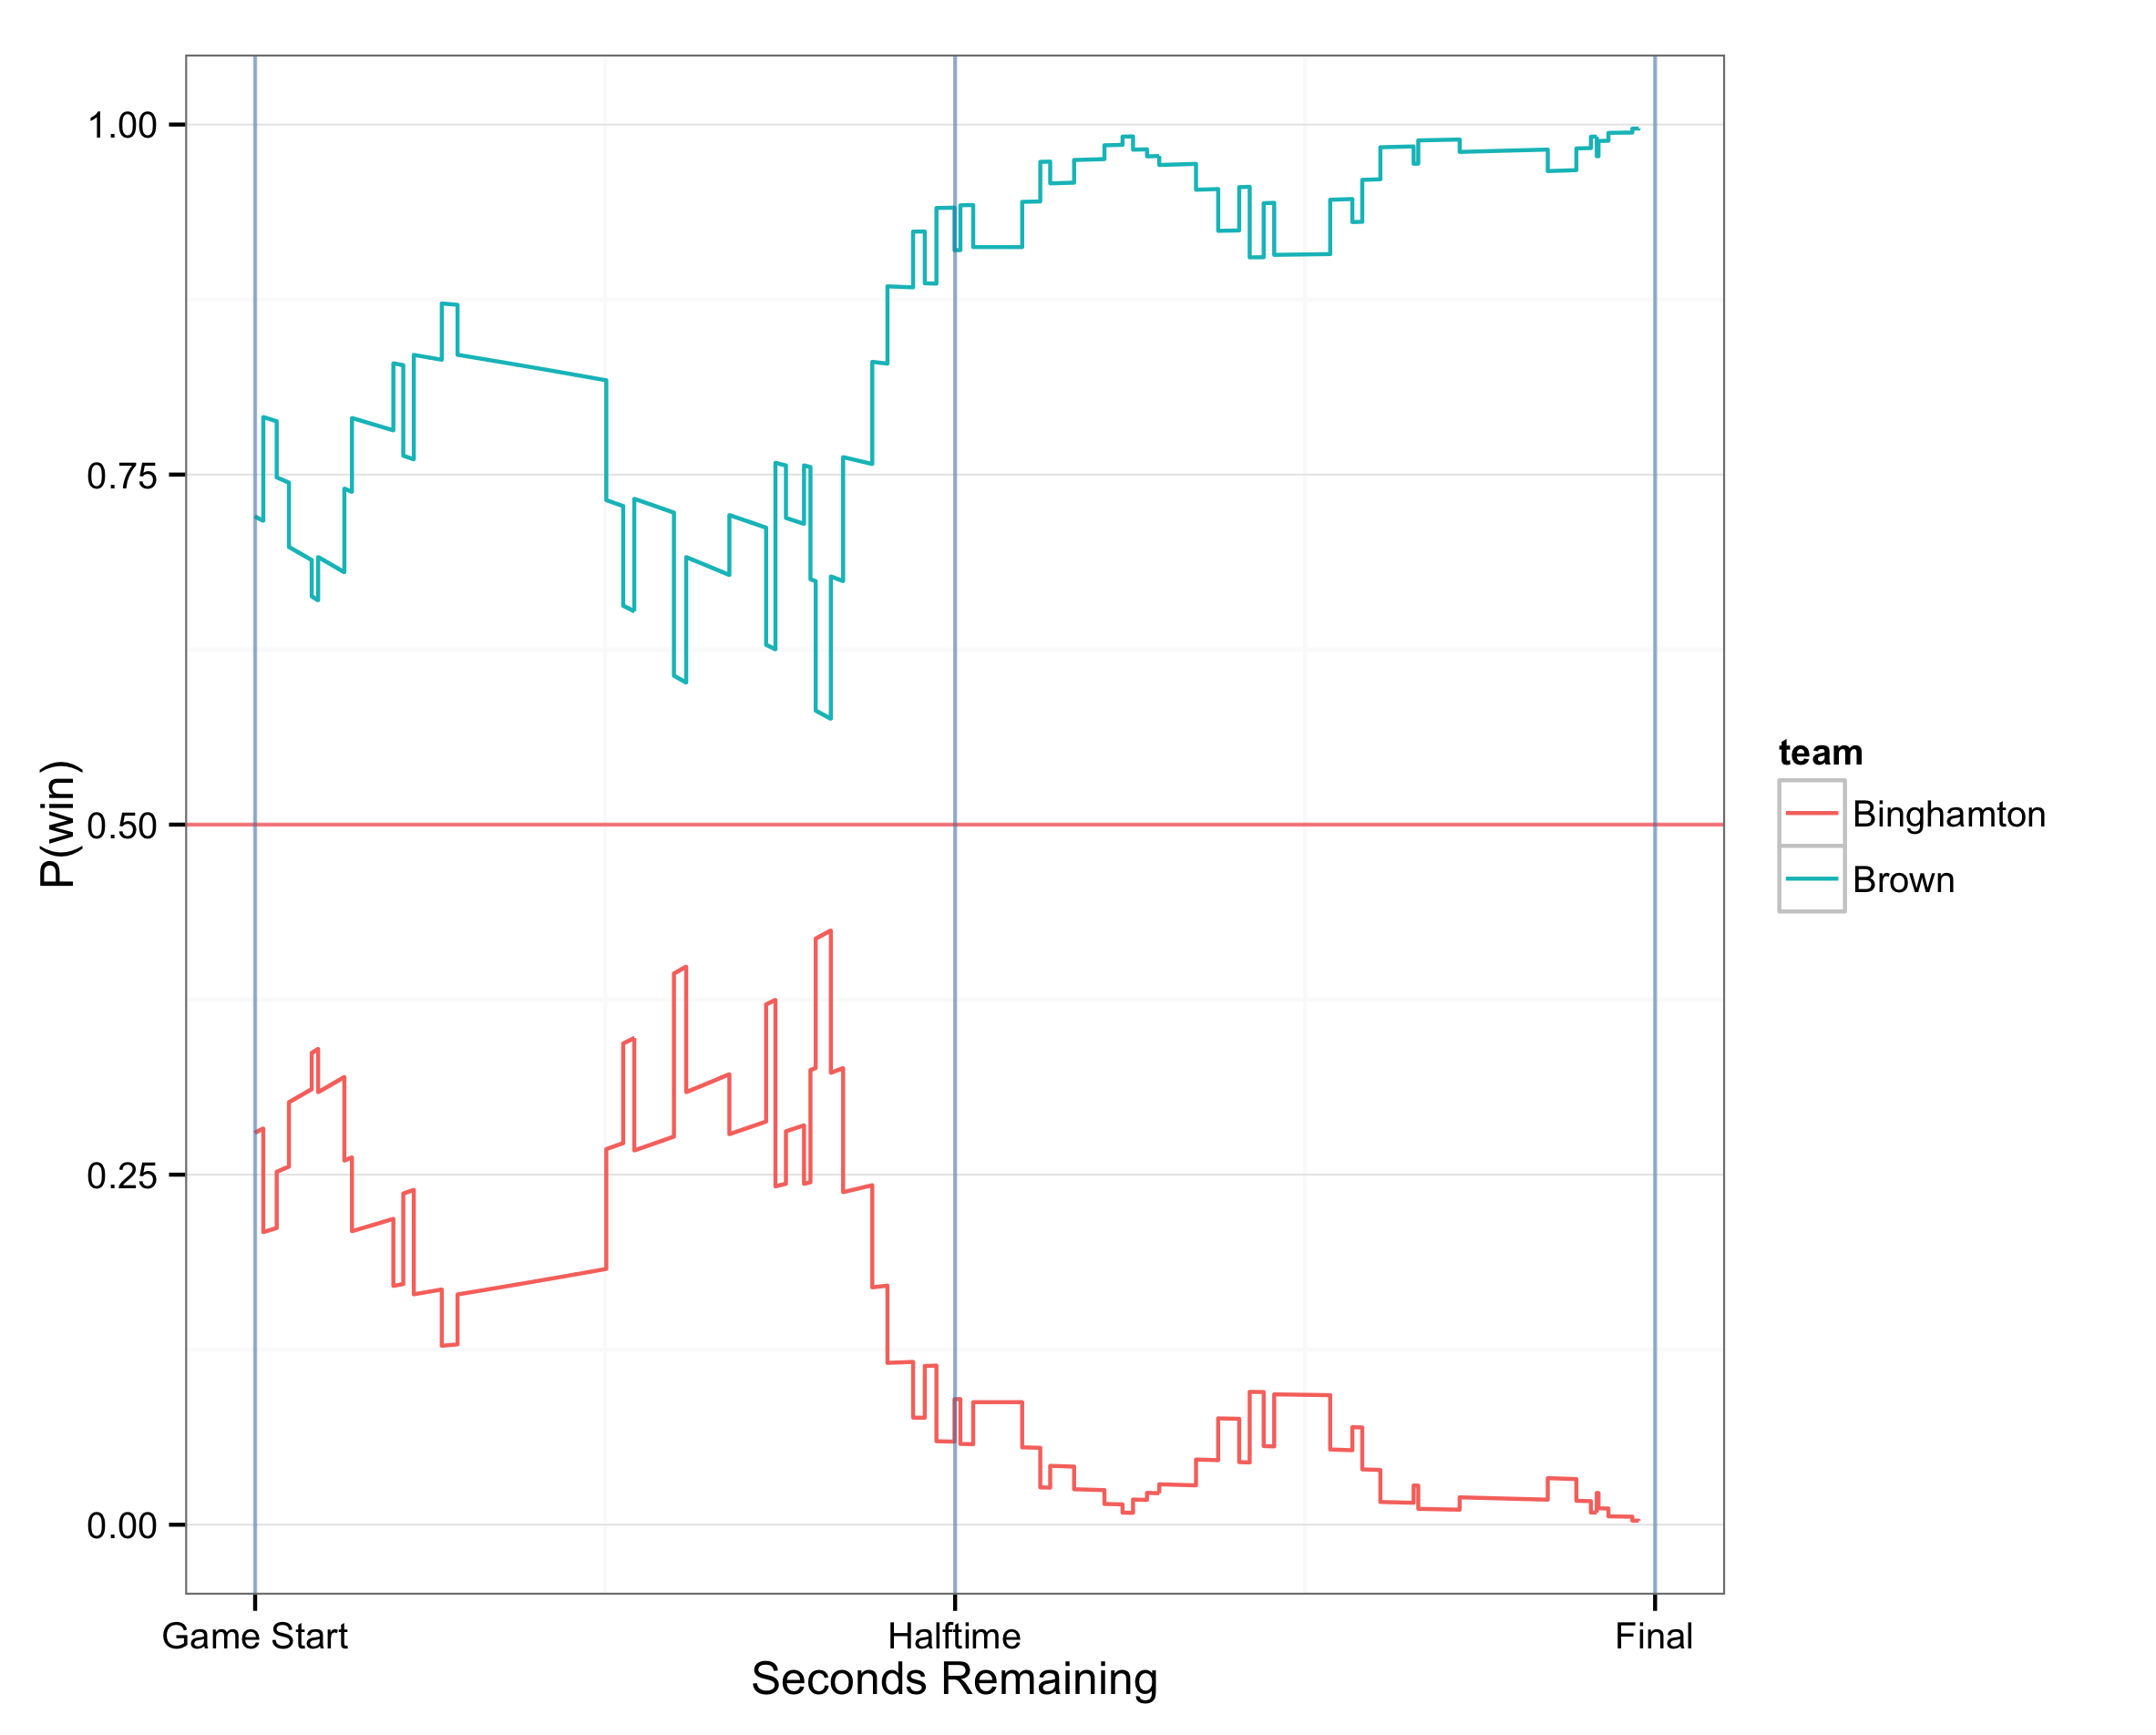 1.00
0.75
0.50
0.25
0.00
P(win)
Game Start
Halftime
Final
Seconds Remaining
team
Binghamton
Brown